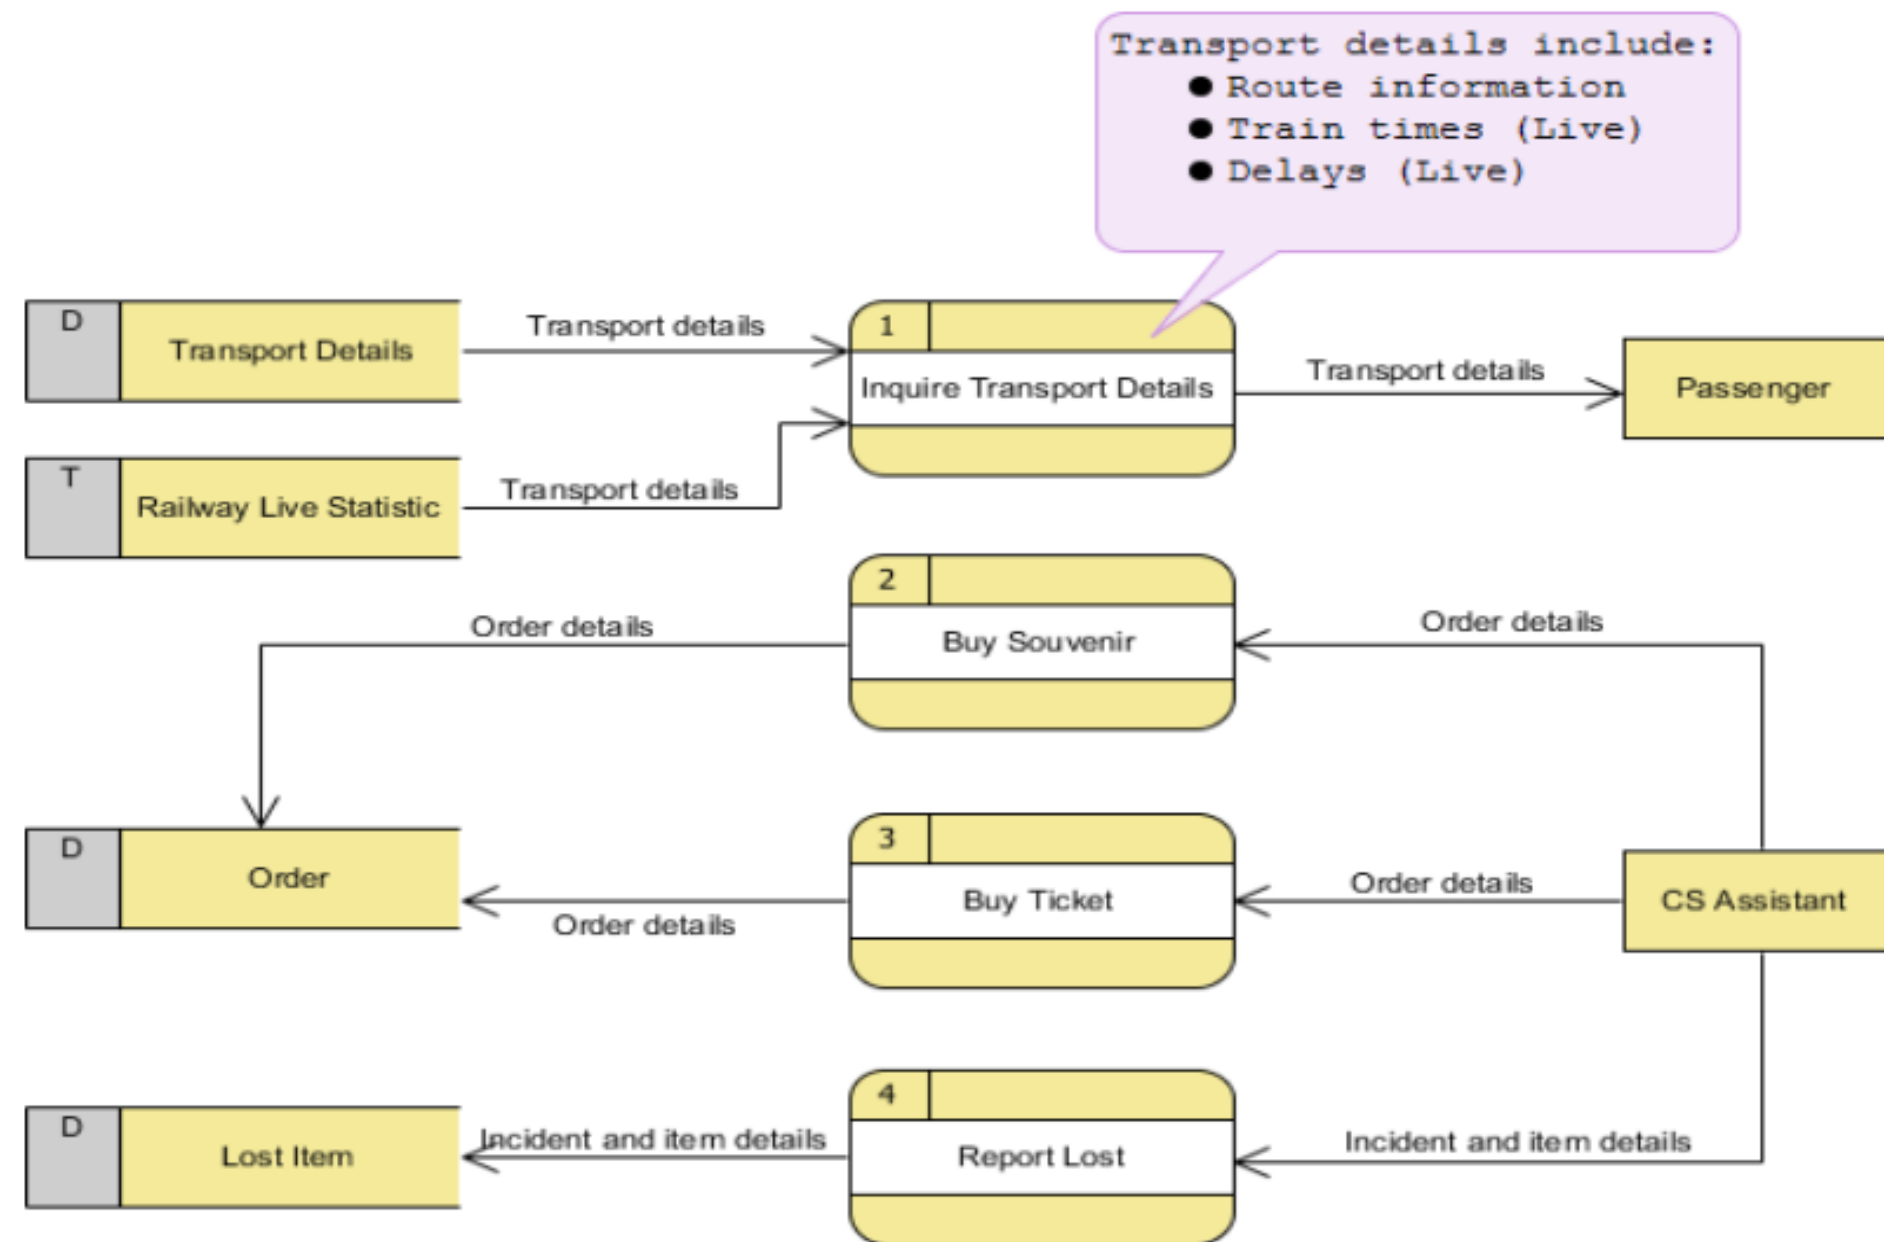 Transport details include:
● Route information
● Train times (Live)
● Delays (Live)
D
Transport Details
Transport details
1
Inquire Transport Details
Transport details
Passenger
T
Railway Live Statistic
Transport details
2
Buy Souvenir
Order details
Order details
D
Order
3
Buy Ticket
Order details
Order details
CS Assistant
D
Lost Item
Incident and item details
4
Report Lost
Incident and item details